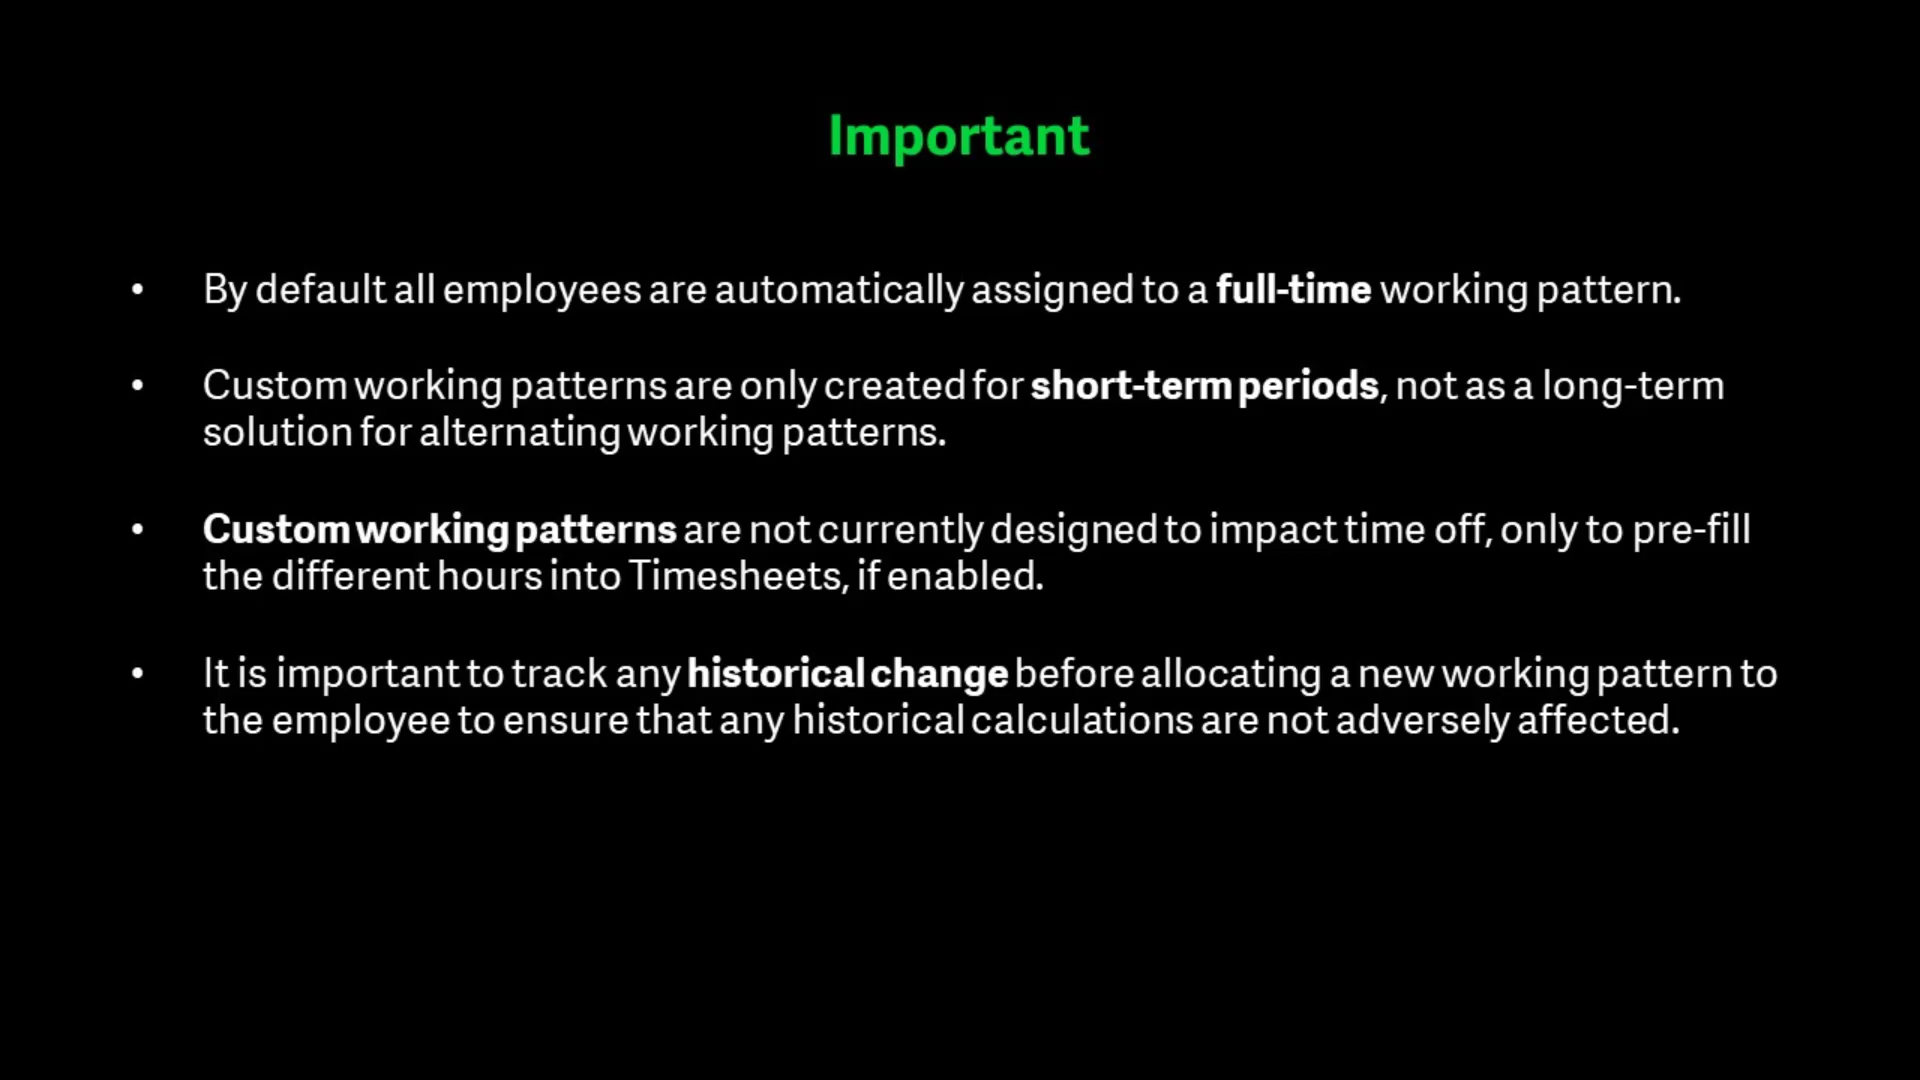 Important
• By default all employees are automatically assigned to a full-time working pattern.
• Custom working patterns are only created for short-term periods, not as a long-term
solution for alternating working patterns.
• Custom working patterns are not currently designed to impact time off, only to pre-fill
the different hours into Timesheets, if enabled.
• It is important to track any historical change before allocating a new working pattern to
the employee to ensure that any historical calculations are not adversely affected.